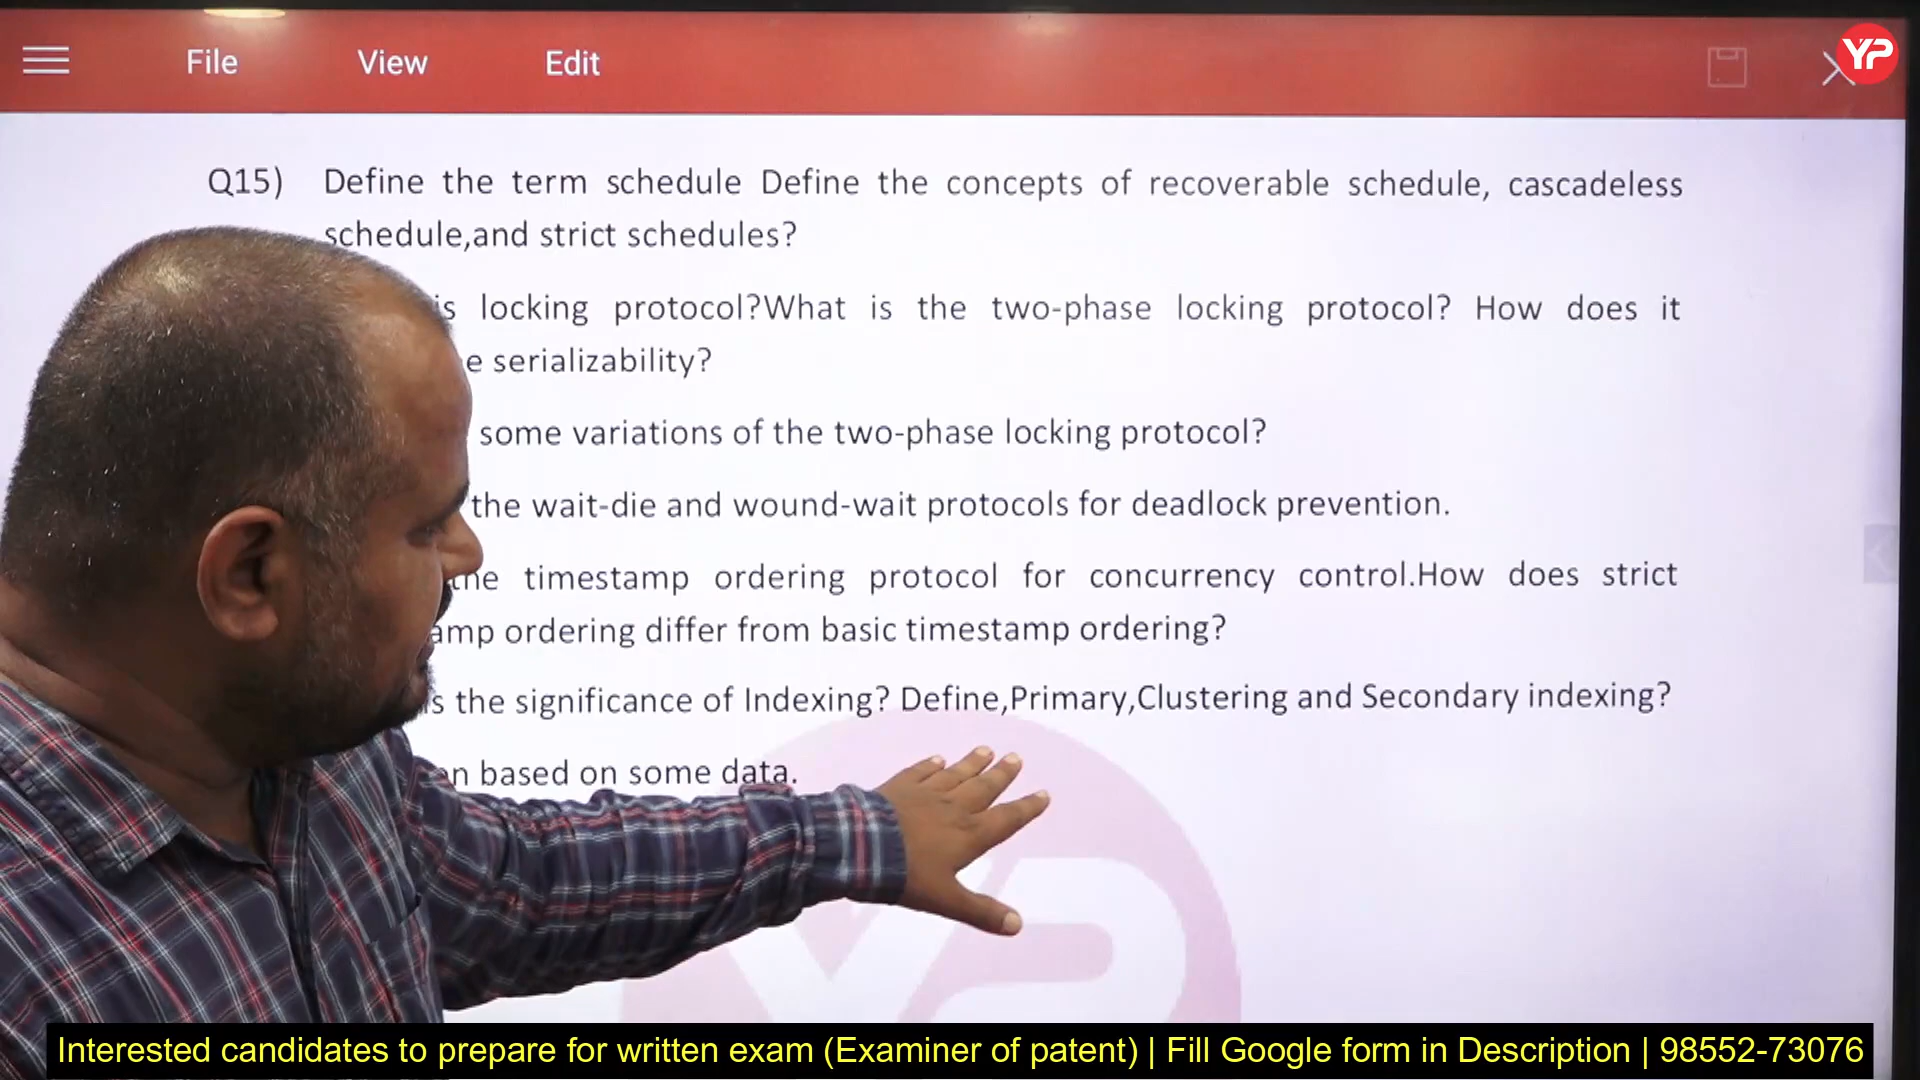 File View Edit
YP
Q15) Define the term schedule Define the concepts of recoverable schedule, cascadeless
schedule,and strict schedules?
is locking protocol?What is the two-phase locking protocol? How does it
serializability?
some variations of the two-phase locking protocol?
the wait-die and wound-wait protocols for deadlock prevention.
the timestamp ordering protocol for concurrency control.How does strict
amp ordering differ from basic timestamp ordering?
the significance of Indexing? Define,Primary,Clustering and Secondary indexing?
based on some data.
Interested candidates to prepare for written exam (Examiner of patent) | Fill Google form in Description | 98552-73076